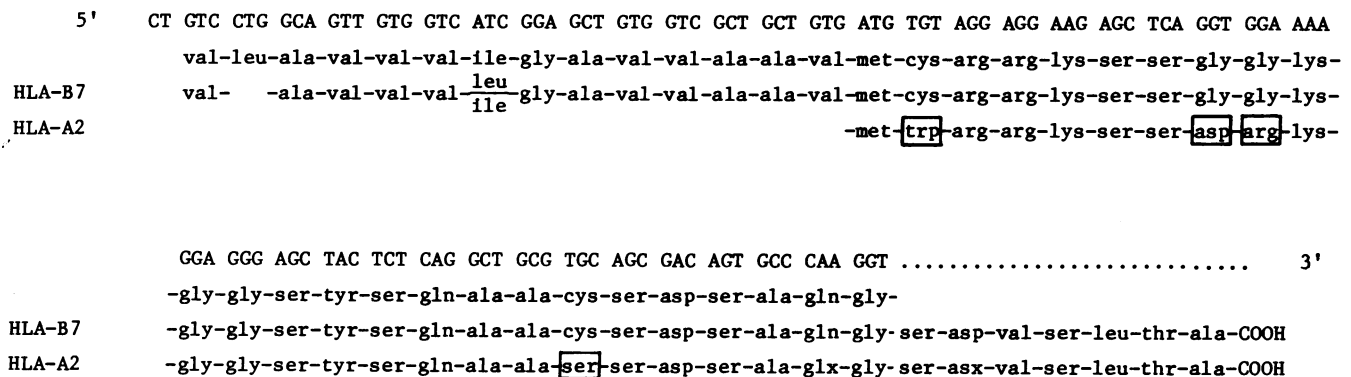 5' CT GTC CTG GCA GTT GTG GTC ATC GGA GCT GTG GTC GCT GCT GTG ATG TGT AGG AGG AAG AGC TCA GGT GGA AAA
val-leu-ala-val-val-val-ile-gly-ala-val-val-ala-ala-val-met-cys-arg-arg-lys-ser-ser-gly-gly-lys-
HLA-B7 val- -ala-val-val-val-leu/ile-gly-ala-val-val-ala-ala-val-met-cys-arg-arg-lys-ser-ser-gly-gly-lys-
HLA-A2 -met-trp-arg-arg-lys-ser-ser-asp-arg-lys-
GGA GGG AGC TAC TCT CAG GCT GCG TGC AGC GAC AGT GCC CAA GGT ............................ 3'
-gly-gly-ser-tyr-ser-gln-ala-ala-cys-ser-asp-ser-ala-gln-gly-
HLA-B7 -gly-gly-ser-tyr-ser-gln-ala-ala-cys-ser-asp-ser-ala-gln-gly-ser-asp-val-ser-leu-thr-ala-COOH
HLA-A2 -gly-gly-ser-tyr-ser-gln-ala-ala-ser-ser-asp-ser-ala-glx-gly-ser-asx-val-ser-leu-thr-ala-COOH